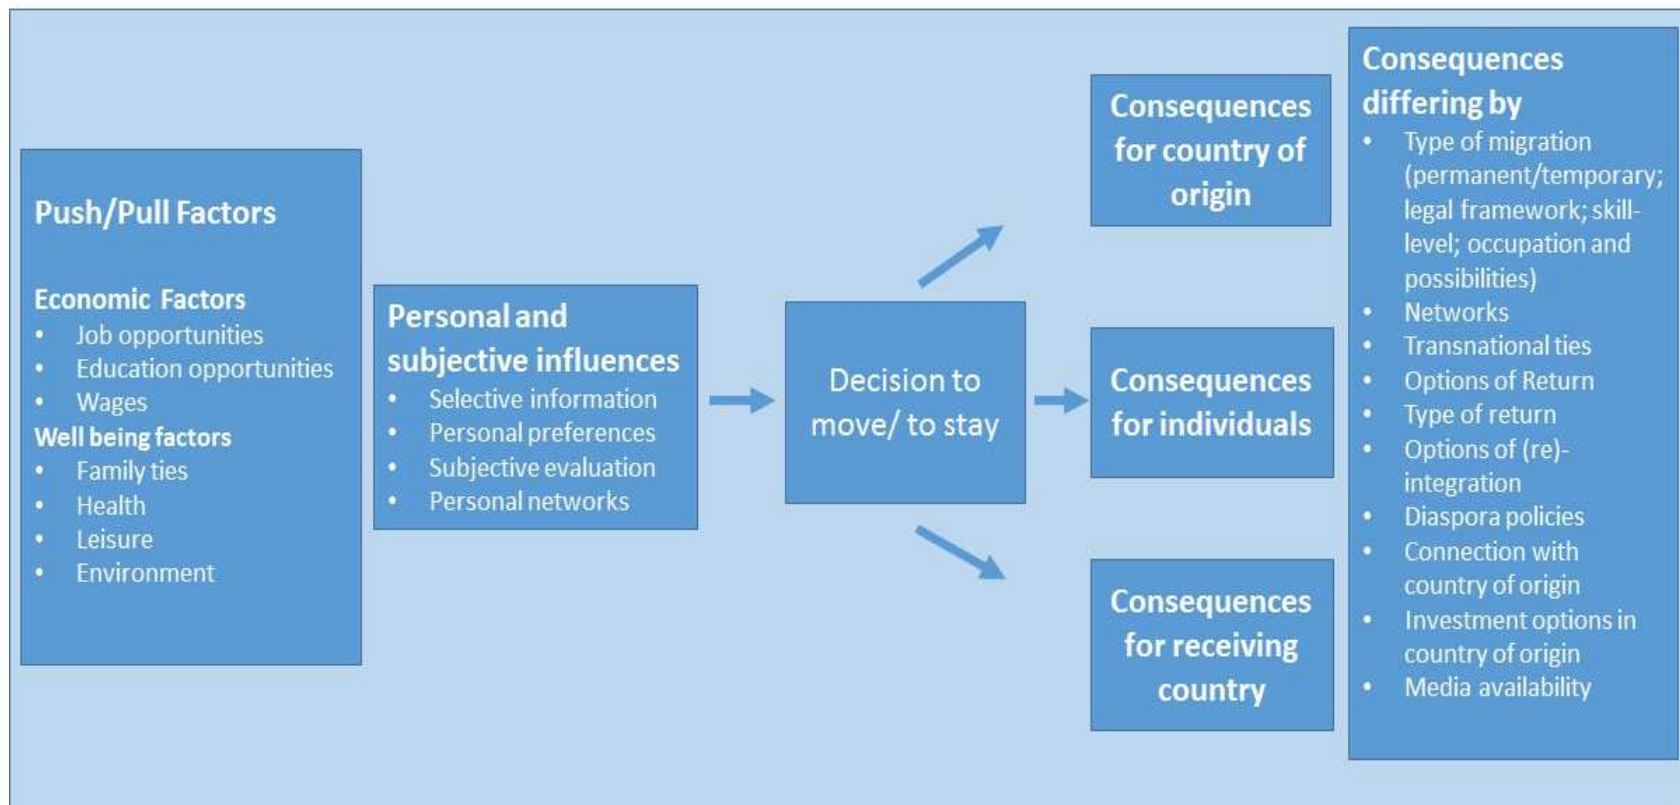 Push/Pull Factors
Economic Factors
• Job opportunities
• Education opportunities
• Wages
Well being factors
• Family ties
• Health
• Leisure
• Environment
Personal and
subjective influences
• Selective information
• Personal preferences
• Subjective evaluation
• Personal networks
Decision to
move/ to stay
Consequences
for country of
origin
Consequences
for individuals
Consequences
for receiving
country
Consequences
differing by
• Type of migration
(permanent/temporary;
legal framework; skill-
level; occupation and
possibilities)
• Networks
• Transnational ties
• Options of Return
• Type of return
• Options of (re)-
integration
• Diaspora policies
• Connection with
country of origin
• Investment options in
country of origin
• Media availability